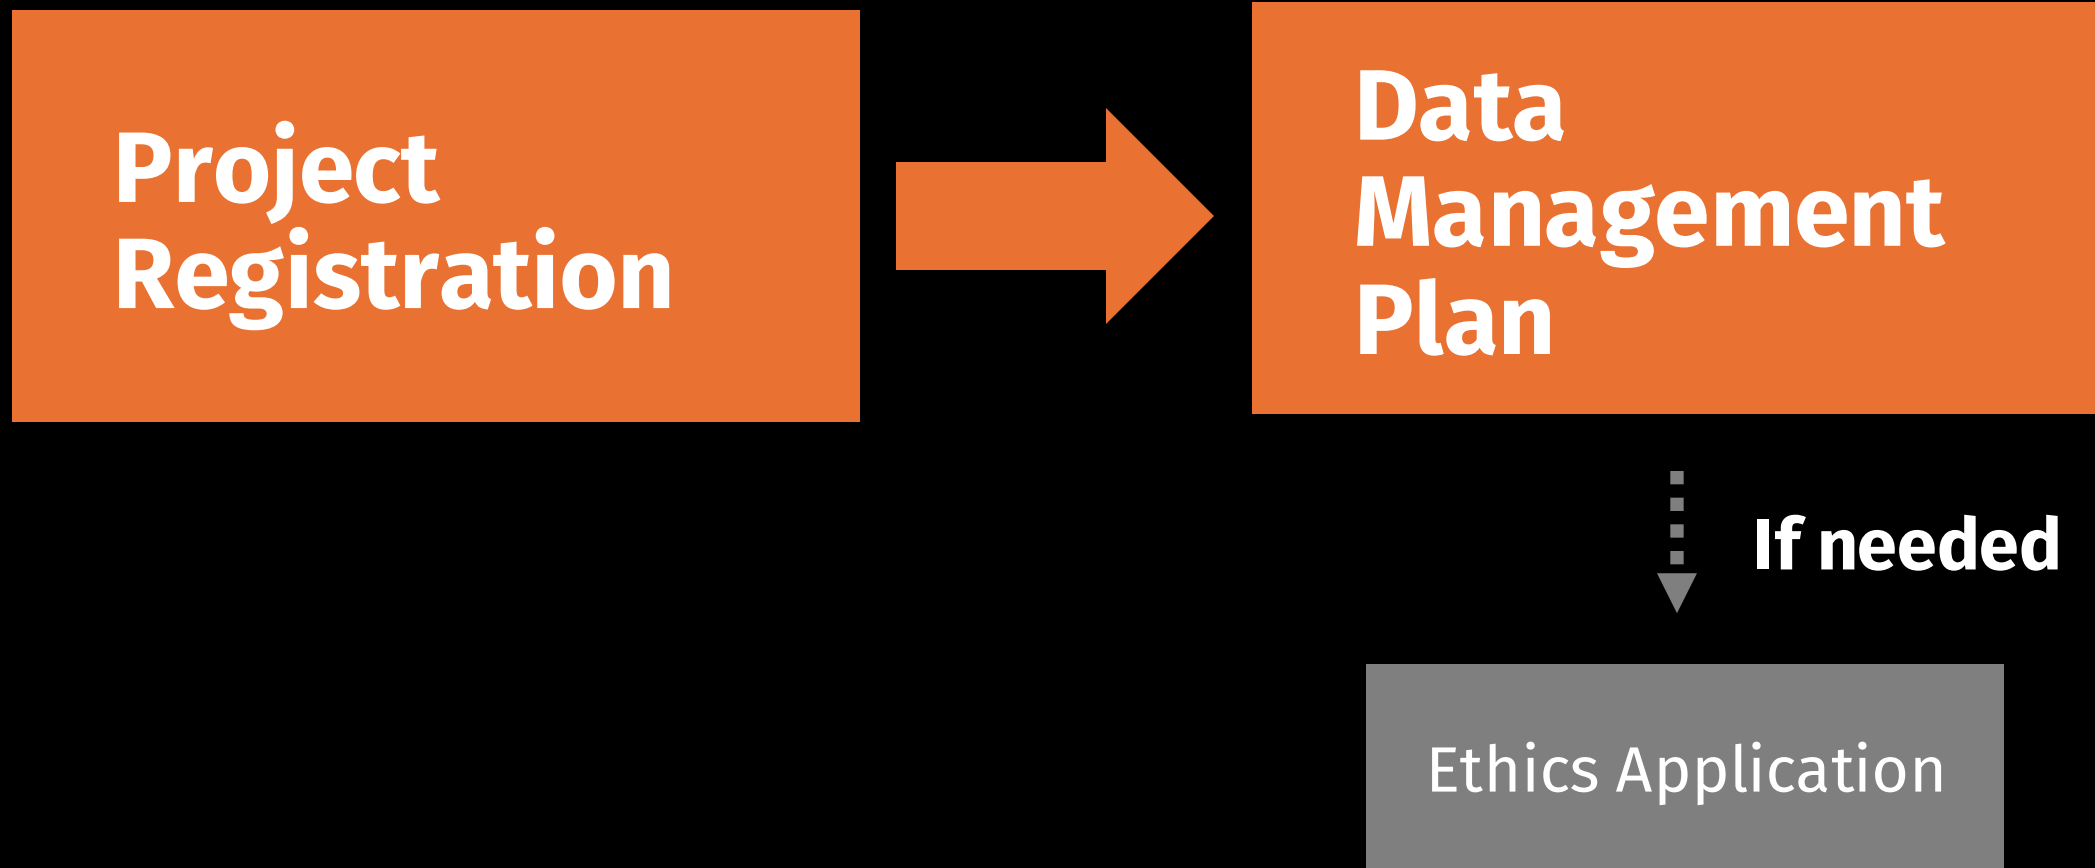 Project
Registration
Data
Management
Plan
If needed
Ethics Application